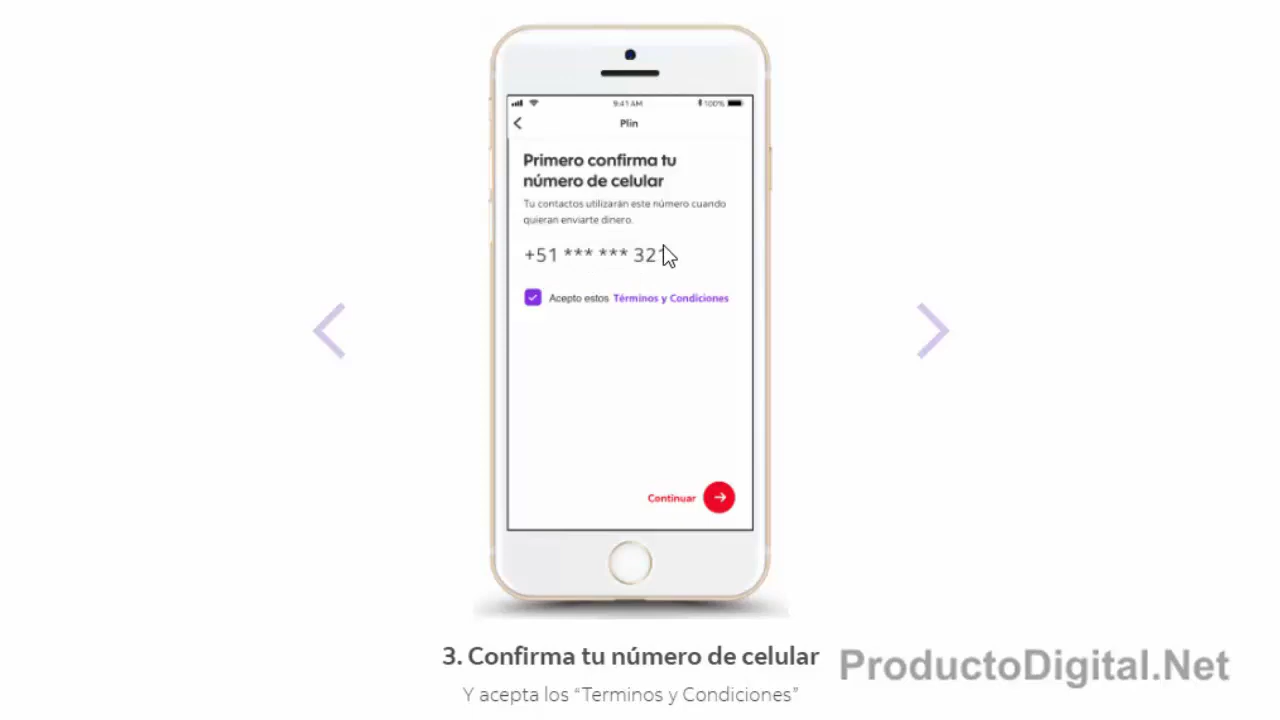 9:41 AM
100%
Plin
Primero confirma tu
número de celular
Tu contactos utilizarán este número cuando
quieran enviarte dinero.
+51 *** *** 321
Acepto estos Términos y Condiciones
Continuar
3. Confirma tu número de celular
Y acepta los “Terminos y Condiciones”
ProductoDigital.Net